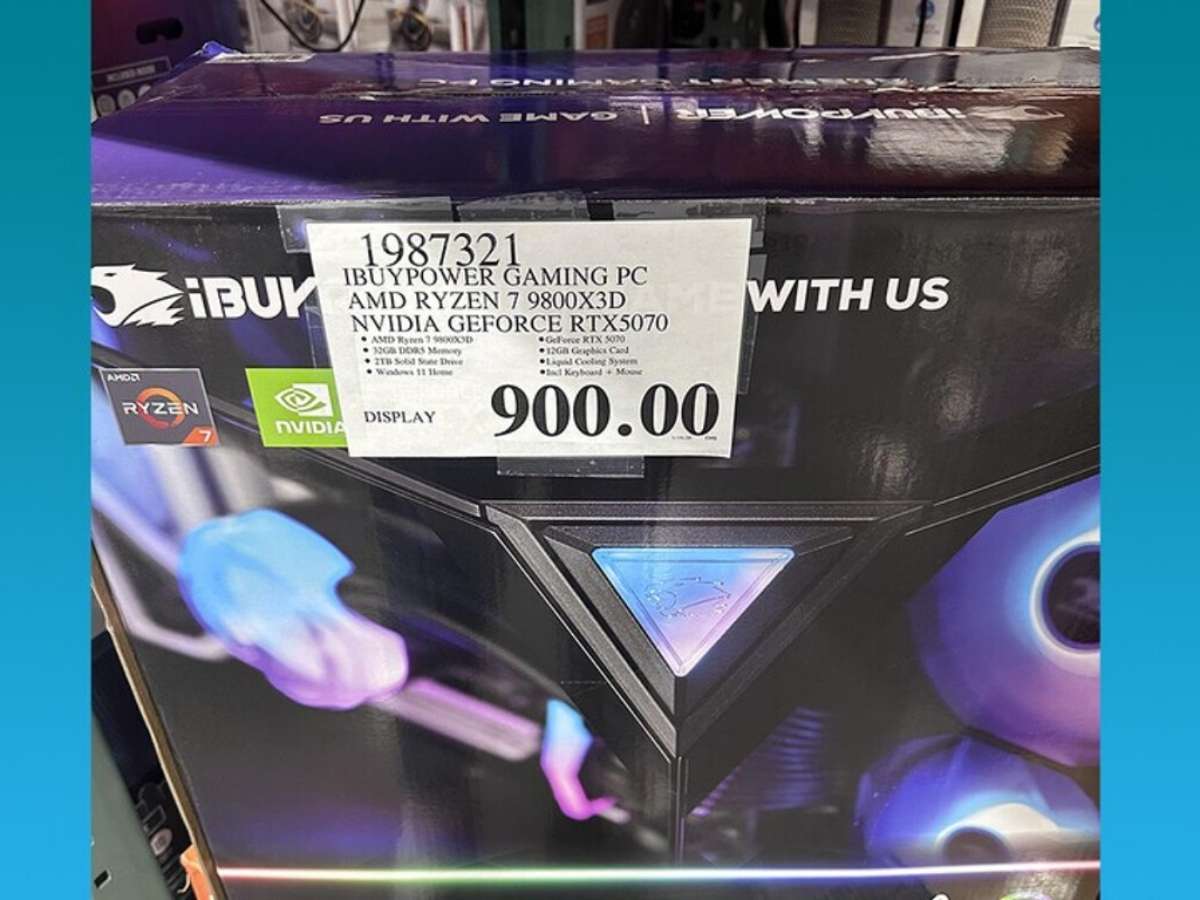 iBUYPOWER | GAME WITH US
1987321
IBUYPOWER GAMING PC
AMD RYZEN 7 9800X3D
NVIDIA GEFORCE RTX5070
• AMD Ryzen 7 9800X3D
• 32GB DDR5 Memory
• 2TB Solid State Drive
• Windows 11 Home
• GeForce RTX 5070
• 12GB Graphics Card
• Liquid Cooling System
• Incl Keyboard + Mouse
DISPLAY
900.00
iBUY
WITH US
AMD
RYZEN
7
NVIDIA